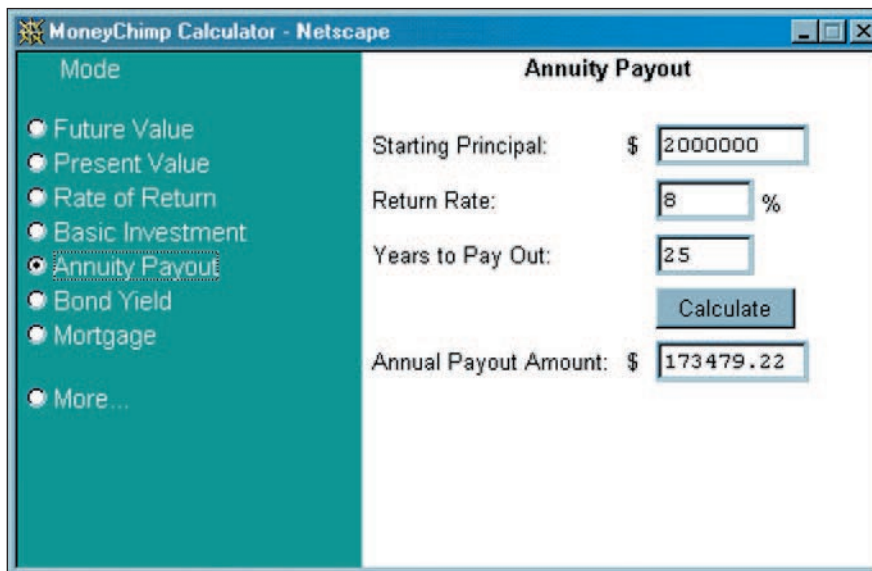 MoneyChimp Calculator - Netscape
Mode
Future Value
Present Value
Rate of Return
Basic Investment
Annuity Payout
Bond Yield
Mortgage
More...
Annuity Payout
Starting Principal: $ 2000000
Return Rate: 8 %
Years to Pay Out: 25
Calculate
Annual Payout Amount: $ 173479.22